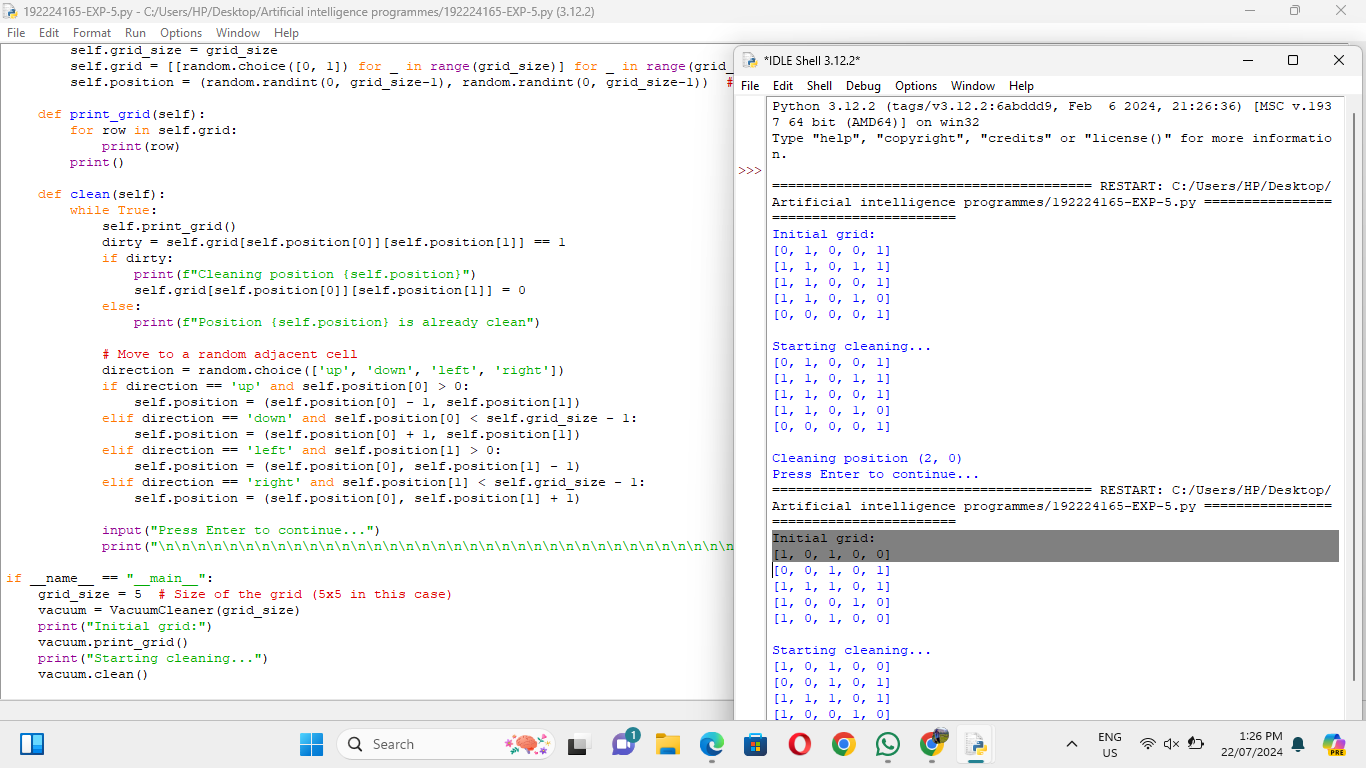 192224165-EXP-5.py - C:/Users/HP/Desktop/Artificial intelligence programmes/192224165-EXP-5.py (3.12.2)
File Edit Format Run Options Window Help
self.grid_size = grid_size
self.grid = [[random.choice([0, 1]) for _ in range(grid_size)] for _ in range(grid_
self.position = (random.randint(0, grid_size-1), random.randint(0, grid_size-1)) #
def print_grid(self):
for row in self.grid:
print(row)
print()
def clean(self):
while True:
self.print_grid()
dirty = self.grid[self.position[0]][self.position[1]] == 1
if dirty:
print(f"Cleaning position {self.position}")
self.grid[self.position[0]][self.position[1]] = 0
else:
print(f"Position {self.position} is already clean")
# Move to a random adjacent cell
direction = random.choice(['up', 'down', 'left', 'right'])
if direction == 'up' and self.position[0] > 0:
self.position = (self.position[0] - 1, self.position[1])
elif direction == 'down' and self.position[0] < self.grid_size - 1:
self.position = (self.position[0] + 1, self.position[1])
elif direction == 'left' and self.position[1] > 0:
self.position = (self.position[0], self.position[1] - 1)
elif direction == 'right' and self.position[1] < self.grid_size - 1:
self.position = (self.position[0], self.position[1] + 1)
input("Press Enter to continue...")
print("\n\n\n\n\n\n\n\n\n\n\n\n\n\n\n\n\n\n\n\n\n\n\n\n\n\n\n\n\n\n\n\n\n\n\n\n
if __name__ == "__main__":
grid_size = 5 # Size of the grid (5x5 in this case)
vacuum = VacuumCleaner(grid_size)
print("Initial grid:")
vacuum.print_grid()
print("Starting cleaning...")
vacuum.clean()
*IDLE Shell 3.12.2*
File Edit Shell Debug Options Window Help
Python 3.12.2 (tags/v3.12.2:6abddd9, Feb 6 2024, 21:26:36) [MSC v.193
7 64 bit (AMD64)] on win32
Type "help", "copyright", "credits" or "license()" for more informatio
n.
>>>
======================================== RESTART: C:/Users/HP/Desktop/
Artificial intelligence programmes/192224165-EXP-5.py ================
=======================
Initial grid:
[0, 1, 0, 0, 1]
[1, 1, 0, 1, 1]
[1, 1, 0, 0, 1]
[1, 1, 0, 1, 0]
[0, 0, 0, 0, 1]
Starting cleaning...
[0, 1, 0, 0, 1]
[1, 1, 0, 1, 1]
[1, 1, 0, 0, 1]
[1, 1, 0, 1, 0]
[0, 0, 0, 0, 1]
Cleaning position (2, 0)
Press Enter to continue...
======================================== RESTART: C:/Users/HP/Desktop/
Artificial intelligence programmes/192224165-EXP-5.py ================
=======================
Initial grid:
[1, 0, 1, 0, 0]
[0, 0, 1, 0, 1]
[1, 1, 1, 0, 1]
[1, 0, 0, 1, 0]
[1, 0, 1, 0, 0]
Starting cleaning...
[1, 0, 1, 0, 0]
[0, 0, 1, 0, 1]
[1, 1, 1, 0, 1]
[1, 0, 0, 1, 0]
Search
1
ENG
US
1:26 PM
22/07/2024
PRE